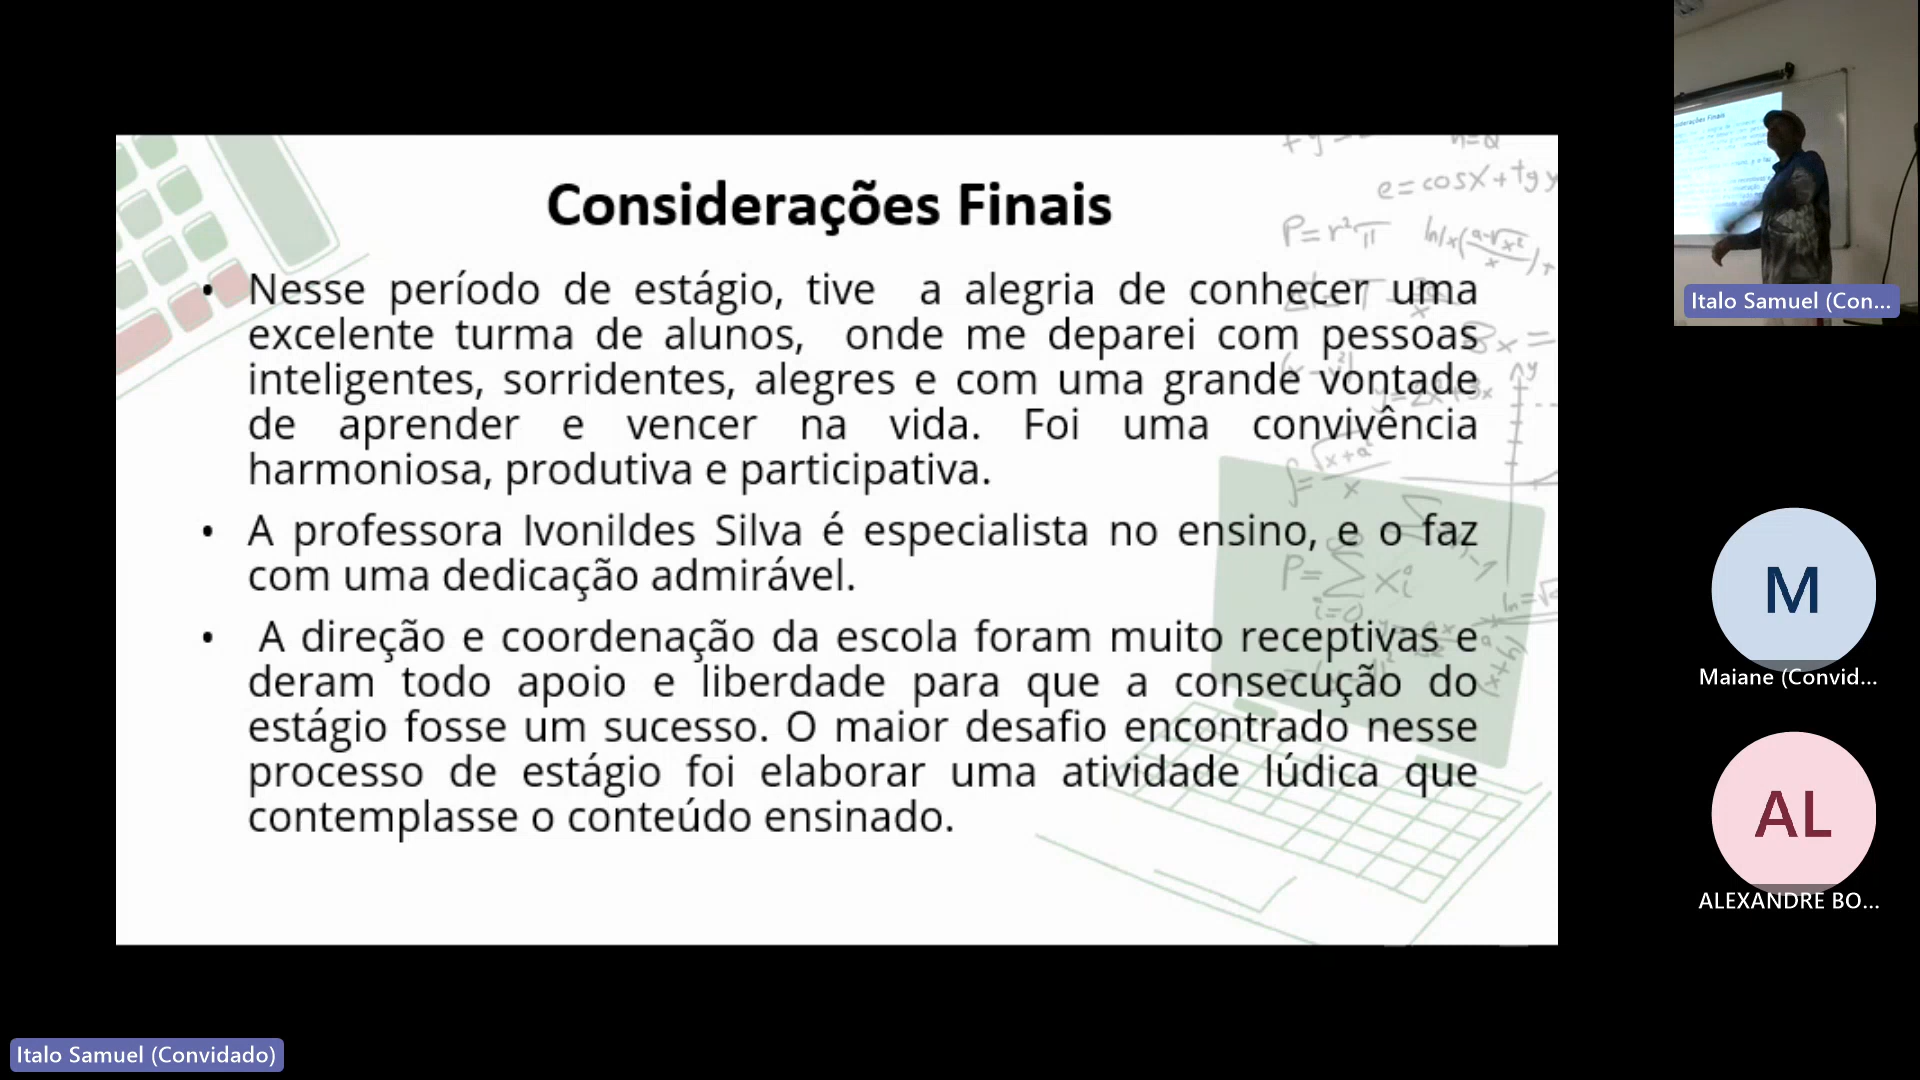 Considerações Finais
• Nesse período de estágio, tive a alegria de conhecer uma
excelente turma de alunos, onde me deparei com pessoas
inteligentes, sorridentes, alegres e com uma grande vontade
de aprender e vencer na vida. Foi uma convivência
harmoniosa, produtiva e participativa.
• A professora Ivonildes Silva é especialista no ensino, e o faz
com uma dedicação admirável.
• A direção e coordenação da escola foram muito receptivas e
deram todo apoio e liberdade para que a consecução do
estágio fosse um sucesso. O maior desafio encontrado nesse
processo de estágio foi elaborar uma atividade lúdica que
contemplasse o conteúdo ensinado.
e=cosx+tgy
P=r²π
Italo Samuel (Con...
M
Maiane (Convid...
AL
ALEXANDRE BO...
Italo Samuel (Convidado)